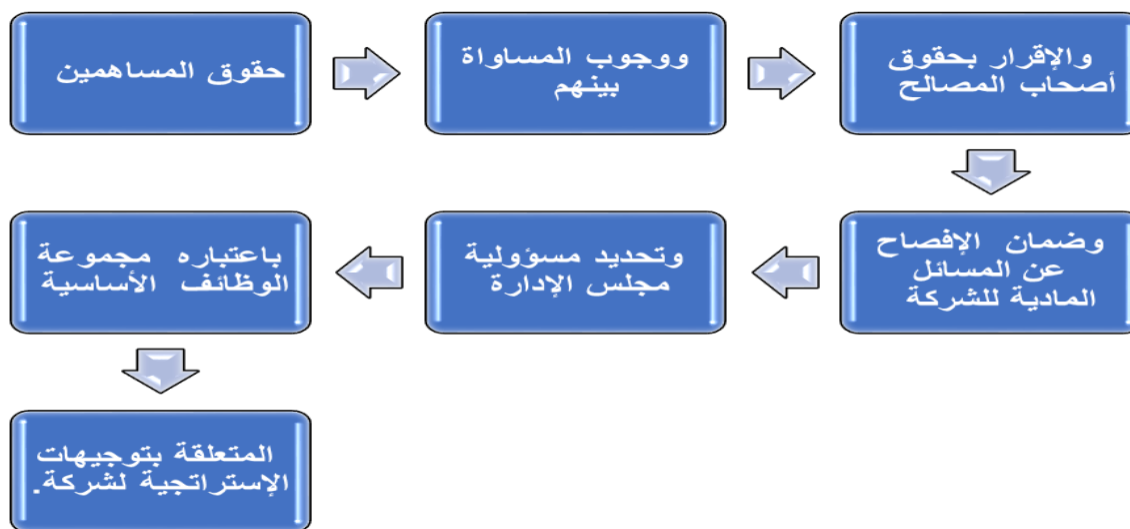 حقوق المساهمين
ووجوب المساواة
بينهم
والإقرار بحقوق
أصحاب المصالح
وضمان الإفصاح
عن المسائل
المادية للشركة
وتحديد مسؤولية
مجلس الإدارة
باعتباره مجموعة
الوظائف الأساسية
المتعلقة بتوجيهات
الإستراتجية لشركة.